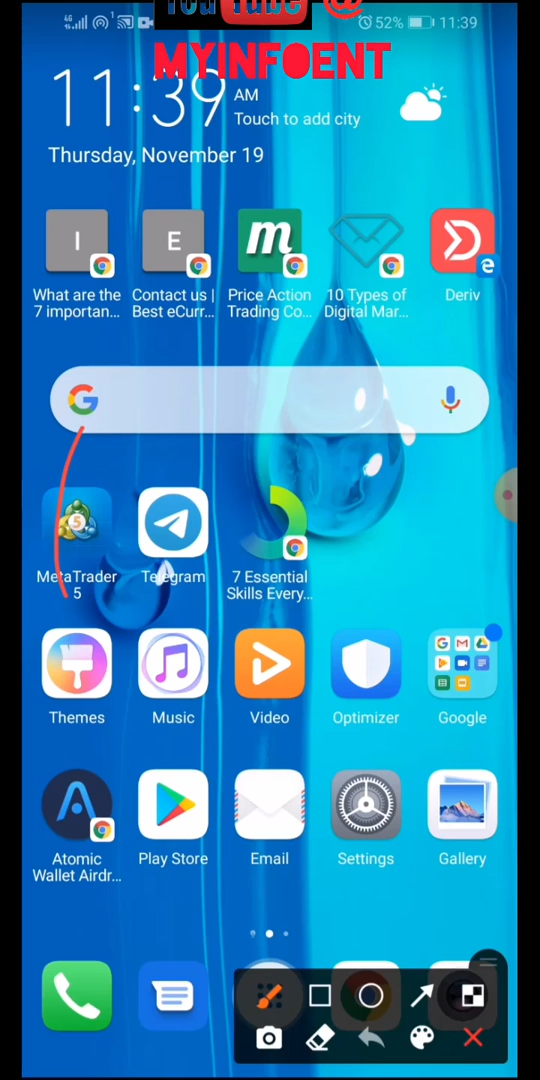 YouTube @
MYINFOENT
4G
52%
11:39
11:39
AM
Touch to add city
Thursday, November 19
I
E
m
What are the
7 importan...
Contact us |
Best eCurr...
Price Action
Trading Co...
10 Types of
Digital Mar...
Deriv
MetaTrader
5
Telegram
7 Essential
Skills Every...
Themes
Music
Video
Optimizer
Google
Atomic
Wallet Airdr...
Play Store
Email
Settings
Gallery